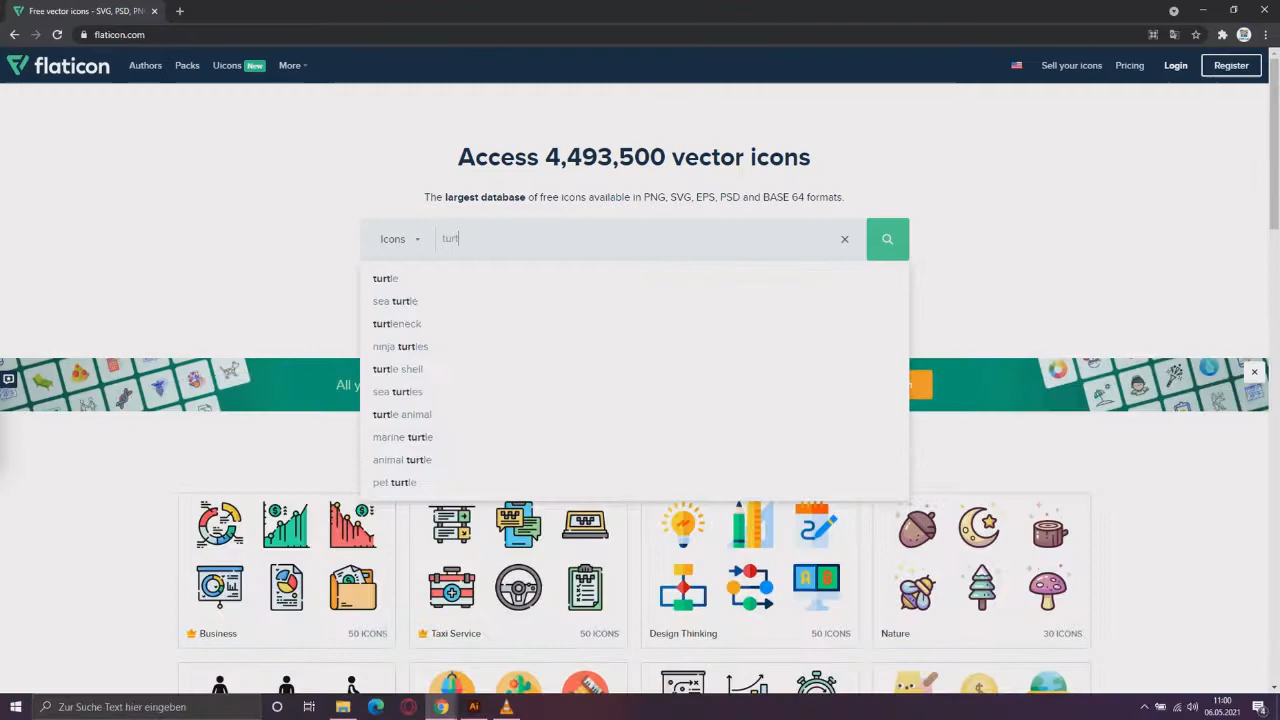 Free vector icons - SVG, PSD, PN
flaticon.com
flaticon
Authors
Packs
Uicons New
More
Sell your icons
Pricing
Login
Register
Access 4,493,500 vector icons
The largest database of free icons available in PNG, SVG, EPS, PSD and BASE 64 formats.
Icons
turt
turtle
sea turtle
turtleneck
ninja turtles
turtle shell
sea turtles
turtle animal
marine turtle
animal turtle
pet turtle
All y
Business
50 ICONS
Taxi Service
50 ICONS
Design Thinking
50 ICONS
Nature
30 ICONS
Zur Suche Text hier eingeben
11:00
06.05.2021